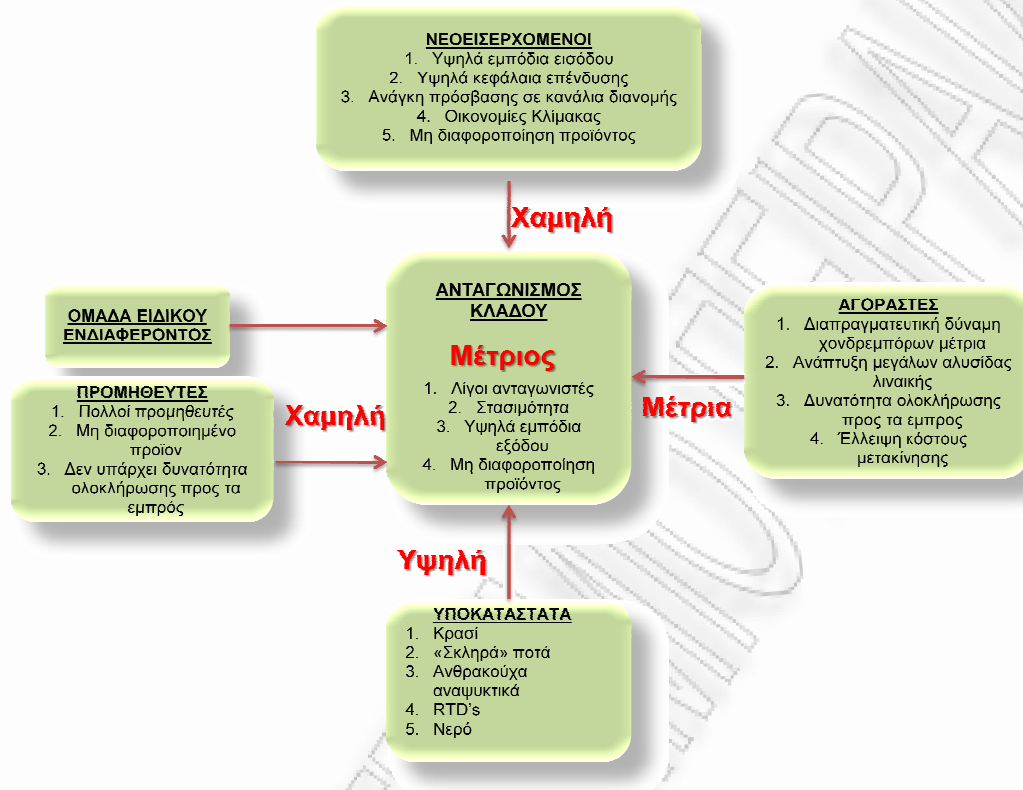 ΝΕΟΕΙΣΕΡΧΟΜΕΝΟΙ
1. Υψηλά εμπόδια εισόδου
2. Υψηλά κεφάλαια επένδυσης
3. Ανάγκη πρόσβασης σε κανάλια διανομής
4. Οικονομίες Κλίμακας
5. Μη διαφοροποίηση προϊόντος
Χαμηλή
ΟΜΑΔΑ ΕΙΔΙΚΟΥ
ΕΝΔΙΑΦΕΡΟΝΤΟΣ
ΠΡΟΜΗΘΕΥΤΕΣ
1. Πολλοί προμηθευτές
2. Μη διαφοροποιημένο
προϊον
3. Δεν υπάρχει δυνατότητα
ολοκλήρωσης προς τα
εμπρός
Χαμηλή
ΑΝΤΑΓΩΝΙΣΜΟΣ
ΚΛΑΔΟΥ
Μέτριος
1. Λίγοι ανταγωνιστές
2. Στασιμότητα
3. Υψηλά εμπόδια
εξόδου
4. Μη διαφοροποίηση
προϊόντος
Μέτρια
ΑΓΟΡΑΣΤΕΣ
1. Διαπραγματευτική δύναμη
χονδρεμπόρων μέτρια
2. Ανάπτυξη μεγάλων αλυσίδας
λιναικής
3. Δυνατότητα ολοκλήρωσης
προς τα εμπρος
4. Έλλειψη κόστους
μετακίνησης
Υψηλή
ΥΠΟΚΑΤΑΣΤΑΤΑ
1. Κρασί
2. «Σκληρά» ποτά
3. Ανθρακούχα
αναψυκτικά
4. RTD's
5. Νερό